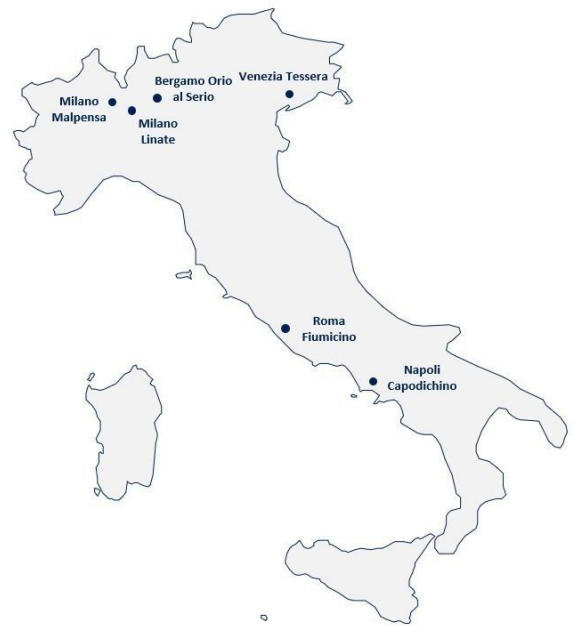 Bergamo Orio
al Serio
Venezia Tessera
Milano
Malpensa
Milano
Linate
Roma
Fiumicino
Napoli
Capodichino